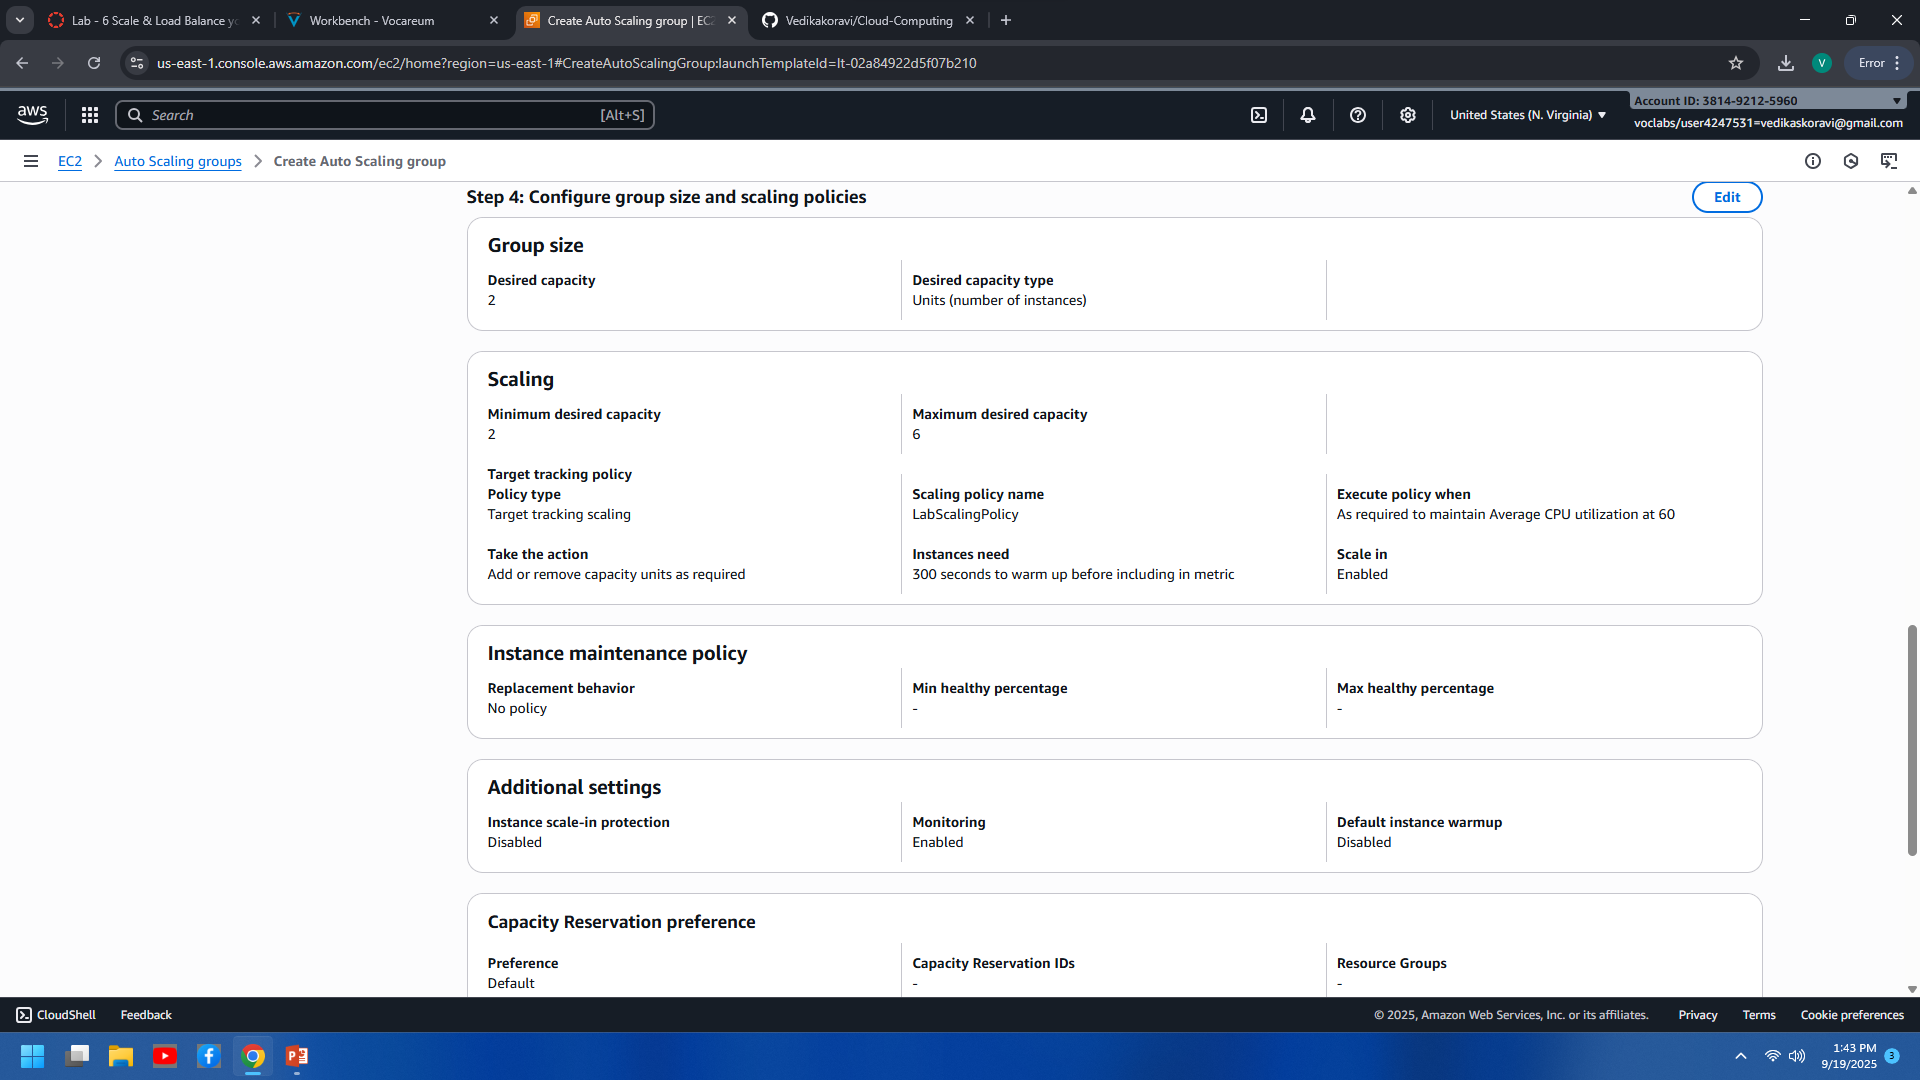 Lab - 6 Scale & Load Balance yo
Workbench - Vocareum
Create Auto Scaling group | EC2
Vedikakoravi/Cloud-Computing
us-east-1.console.aws.amazon.com/ec2/home?region=us-east-1#CreateAutoScalingGroup:launchTemplateId=lt-02a84922d5f07b210
V
Error
aws
Search
[Alt+S]
United States (N. Virginia)
Account ID: 3814-9212-5960
voclabs/user4247531=vedikaskoravi@gmail.com
EC2
Auto Scaling groups
Create Auto Scaling group
Step 4: Configure group size and scaling policies
Edit
Group size
Desired capacity
2
Desired capacity type
Units (number of instances)
Scaling
Minimum desired capacity
2
Maximum desired capacity
6
Target tracking policy
Policy type
Target tracking scaling
Scaling policy name
LabScalingPolicy
Execute policy when
As required to maintain Average CPU utilization at 60
Take the action
Add or remove capacity units as required
Instances need
300 seconds to warm up before including in metric
Scale in
Enabled
Instance maintenance policy
Replacement behavior
No policy
Min healthy percentage
-
Max healthy percentage
-
Additional settings
Instance scale-in protection
Disabled
Monitoring
Enabled
Default instance warmup
Disabled
Capacity Reservation preference
Preference
Default
Capacity Reservation IDs
-
Resource Groups
-
CloudShell
Feedback
© 2025, Amazon Web Services, Inc. or its affiliates.
Privacy
Terms
Cookie preferences
1:43 PM
9/19/2025
3